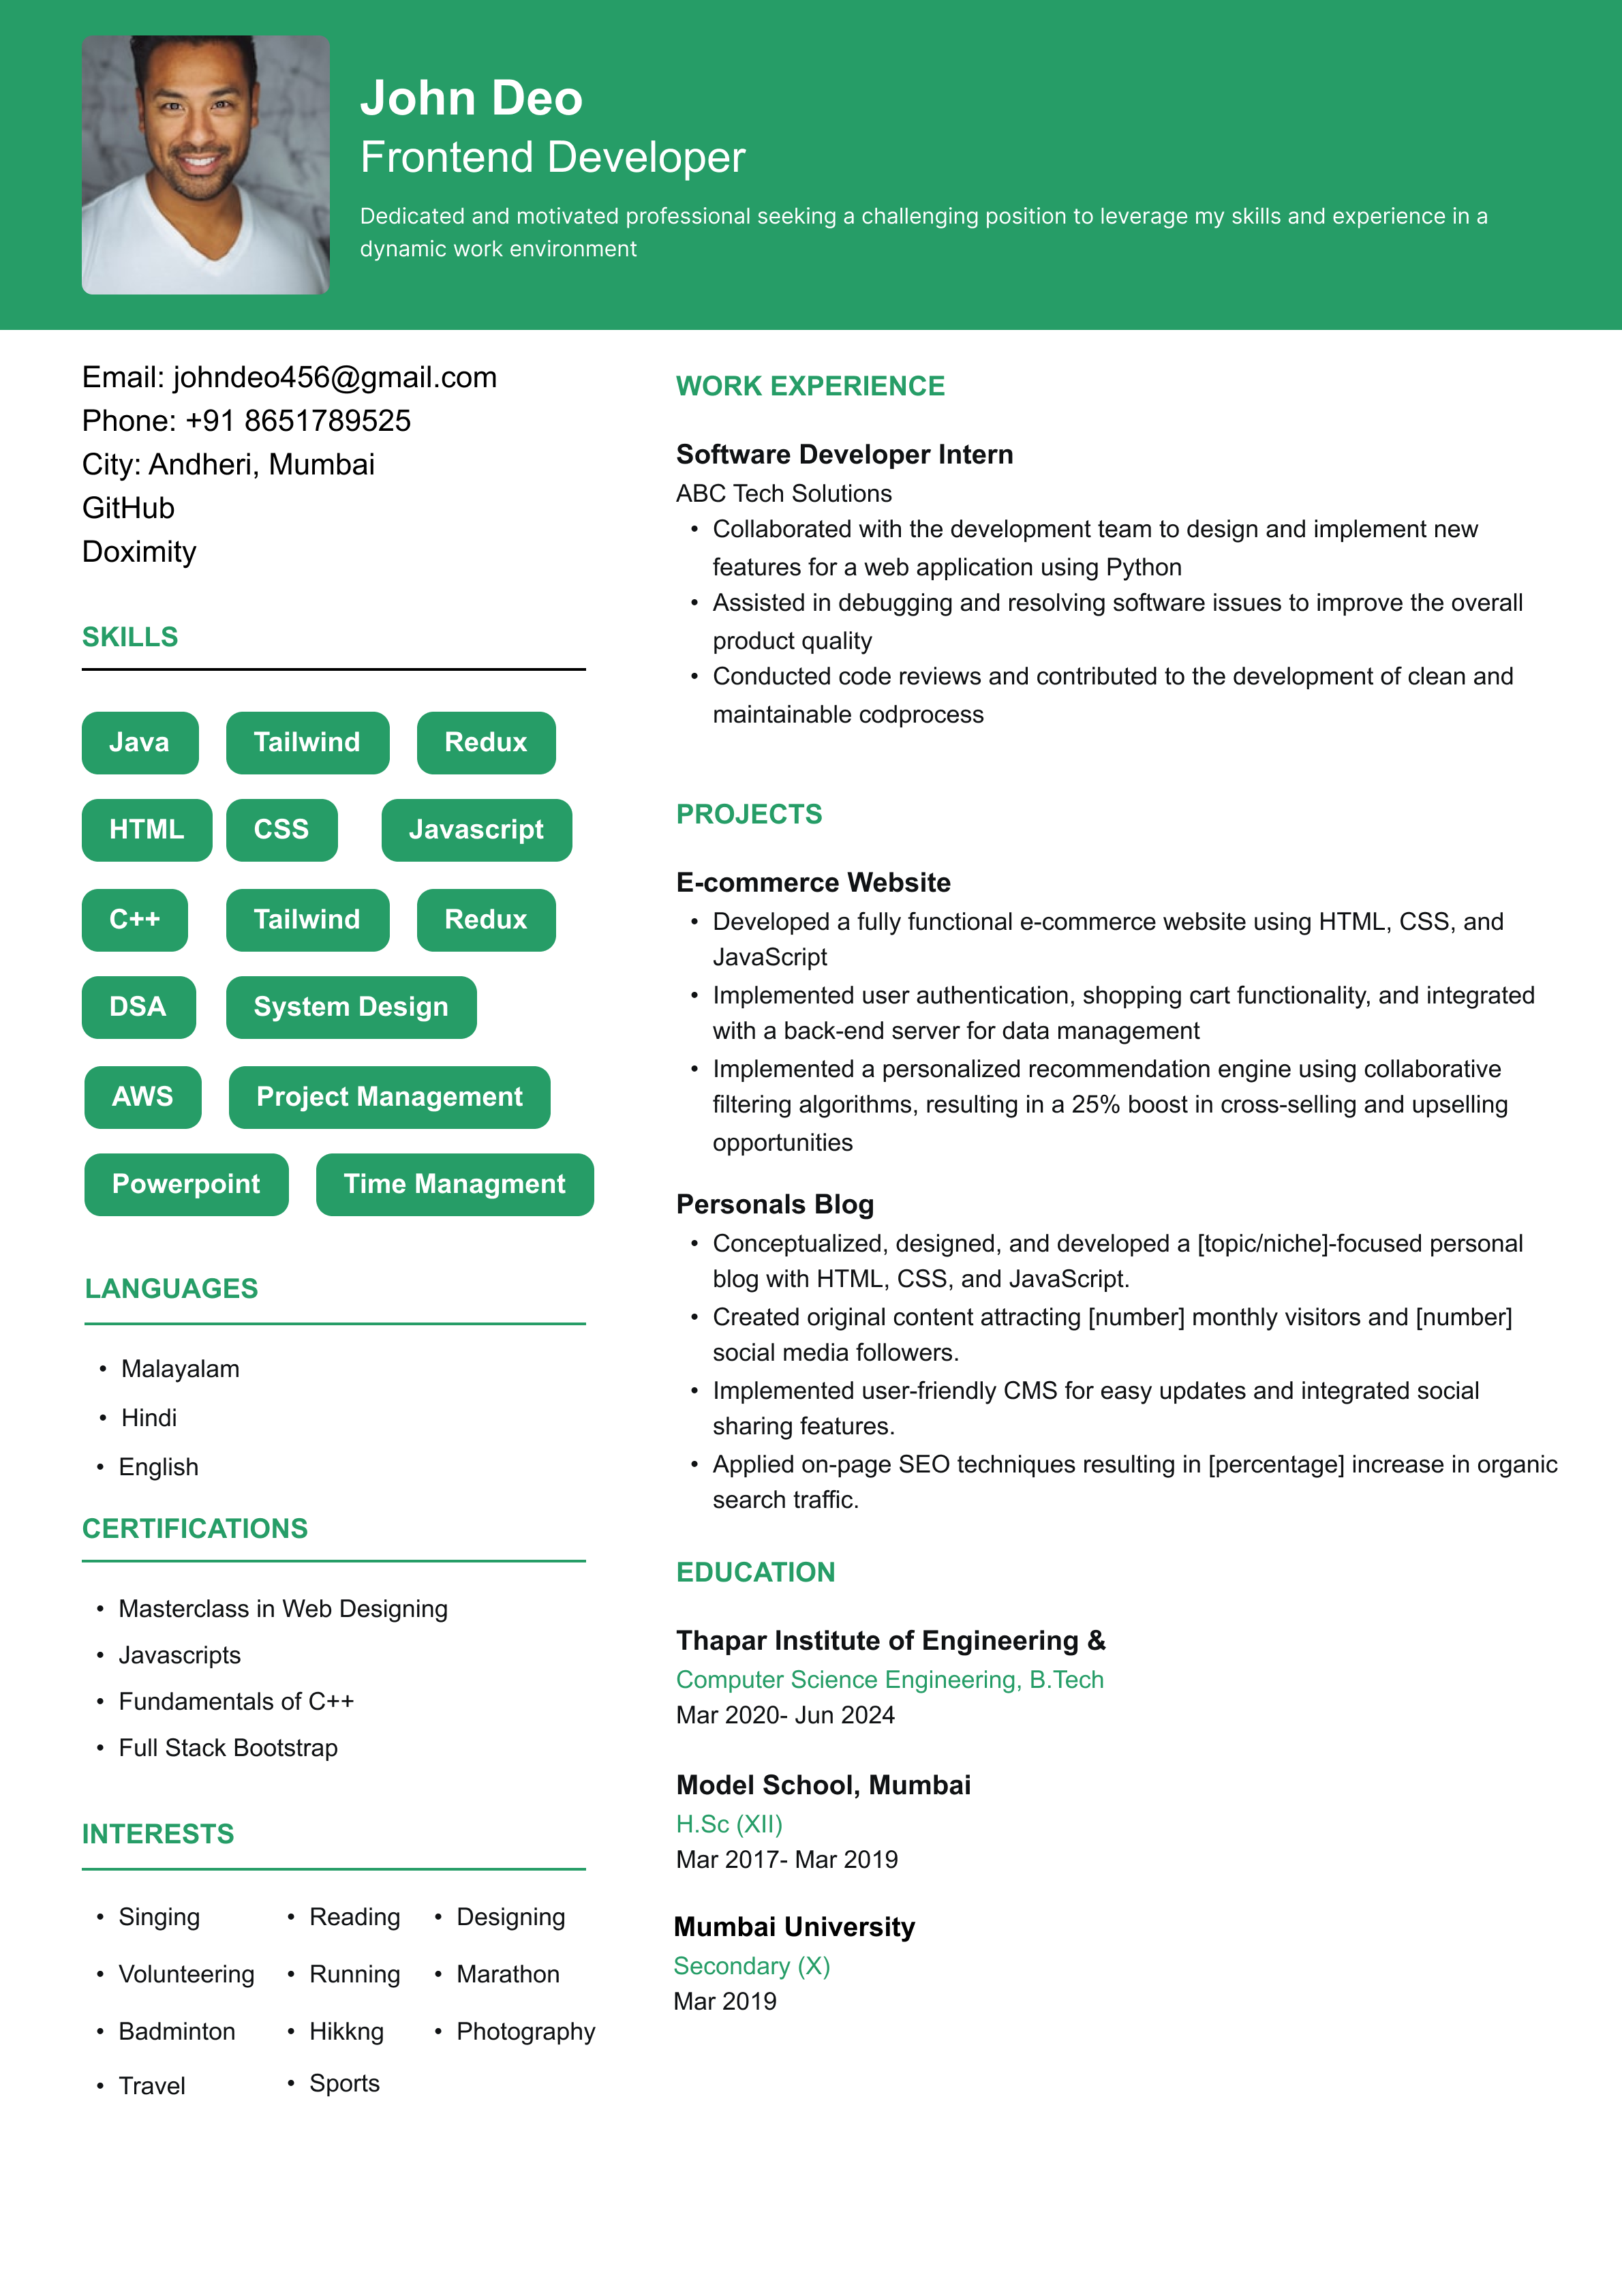 John Deo
Frontend Developer
Dedicated and motivated professional seeking a challenging position to leverage my skills and experience in a
dynamic work environment
Email: johndeo456@gmail.com
Phone: +91 8651789525
City: Andheri, Mumbai
GitHub
Doximity
SKILLS
Java Tailwind Redux
HTML CSS Javascript
C++ Tailwind Redux
DSA System Design
AWS Project Management
Powerpoint Time Managment
LANGUAGES
• Malayalam
• Hindi
• English
CERTIFICATIONS
• Masterclass in Web Designing
• Javascripts
• Fundamentals of C++
• Full Stack Bootstrap
INTERESTS
• Singing • Reading • Designing
• Volunteering • Running • Marathon
• Badminton • Hikkng • Photography
• Travel • Sports
WORK EXPERIENCE
Software Developer Intern
ABC Tech Solutions
• Collaborated with the development team to design and implement new
features for a web application using Python
• Assisted in debugging and resolving software issues to improve the overall
product quality
• Conducted code reviews and contributed to the development of clean and
maintainable codprocess
PROJECTS
E-commerce Website
• Developed a fully functional e-commerce website using HTML, CSS, and
JavaScript
• Implemented user authentication, shopping cart functionality, and integrated
with a back-end server for data management
• Implemented a personalized recommendation engine using collaborative
filtering algorithms, resulting in a 25% boost in cross-selling and upselling
opportunities
Personals Blog
• Conceptualized, designed, and developed a [topic/niche]-focused personal
blog with HTML, CSS, and JavaScript.
• Created original content attracting [number] monthly visitors and [number]
social media followers.
• Implemented user-friendly CMS for easy updates and integrated social
sharing features.
• Applied on-page SEO techniques resulting in [percentage] increase in organic
search traffic.
EDUCATION
Thapar Institute of Engineering &
Computer Science Engineering, B.Tech
Mar 2020- Jun 2024
Model School, Mumbai
H.Sc (XII)
Mar 2017- Mar 2019
Mumbai University
Secondary (X)
Mar 2019